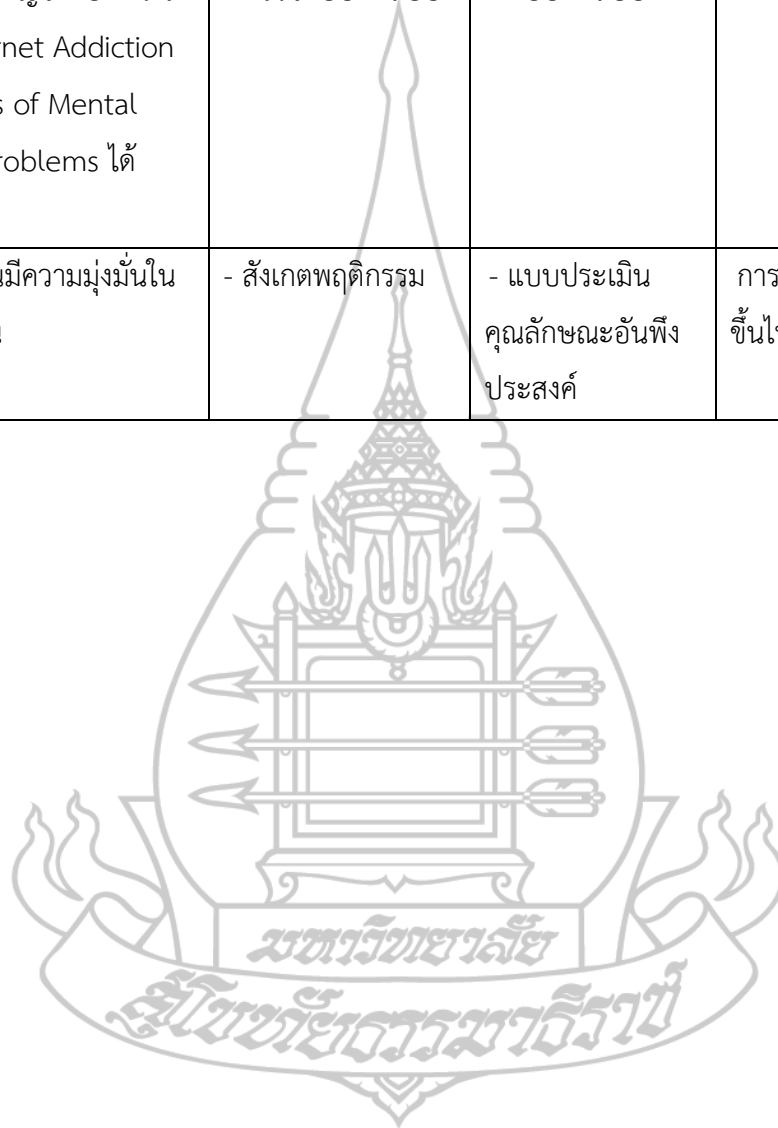 rnet Addiction
s of Mental
roblems ได้
มีความมุ่งมั่นใน
- สังเกตพฤติกรรม
- แบบประเมิน
คุณลักษณะอันพึง
ประสงค์
การ
ขึ้นไป
มหาวิทยาลัย
สุโขทัยธรรมาธิราช